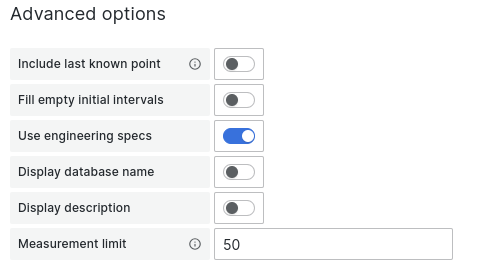 Advanced options
Include last known point
Fill empty initial intervals
Use engineering specs
Display database name
Display description
Measurement limit 50